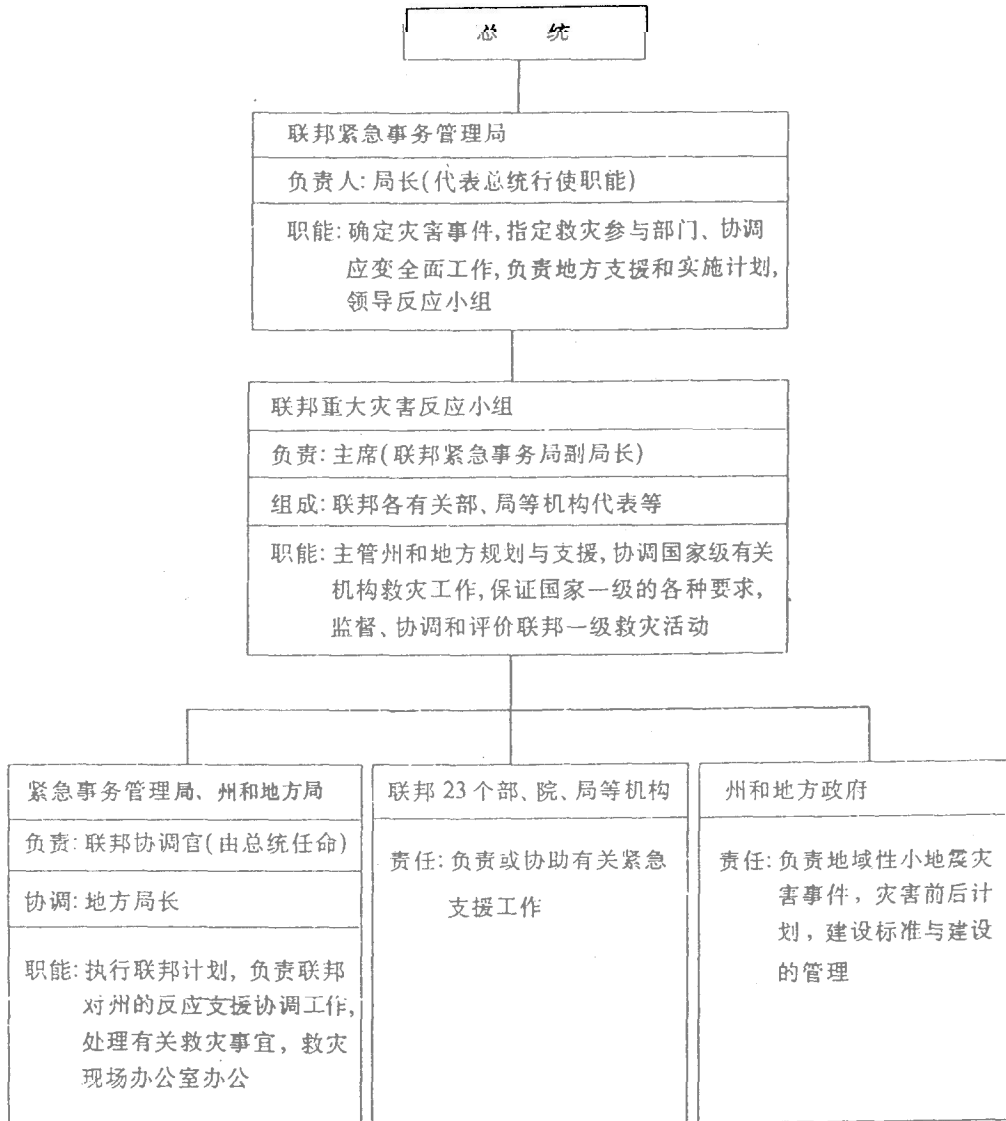 总 统
联邦紧急事务管理局
负责人:局长(代表总统行使职能)
职能:确定灾害事件,指定救灾参与部门、协调
应变全面工作,负责地方支援和实施计划,
领导反应小组
联邦重大灾害反应小组
负责:主席(联邦紧急事务局副局长)
组成:联邦各有关部、局等机构代表等
职能:主管州和地方规划与支援,协调国家级有关
机构救灾工作,保证国家一级的各种要求,
监督、协调和评价联邦一级救灾活动
紧急事务管理局、州和地方局
负责:联邦协调官(由总统任命)
协调:地方局长
职能:执行联邦计划,负责联邦
对州的反应支援协调工作,
处理有关救灾事宜,救灾
现场办公室办公
联邦 23 个部、院、局等机构
责任:负责或协助有关紧急
支援工作
州和地方政府
责任:负责地域性小地震灾
害事件,灾害前后计
划,建设标准与建设
的管理